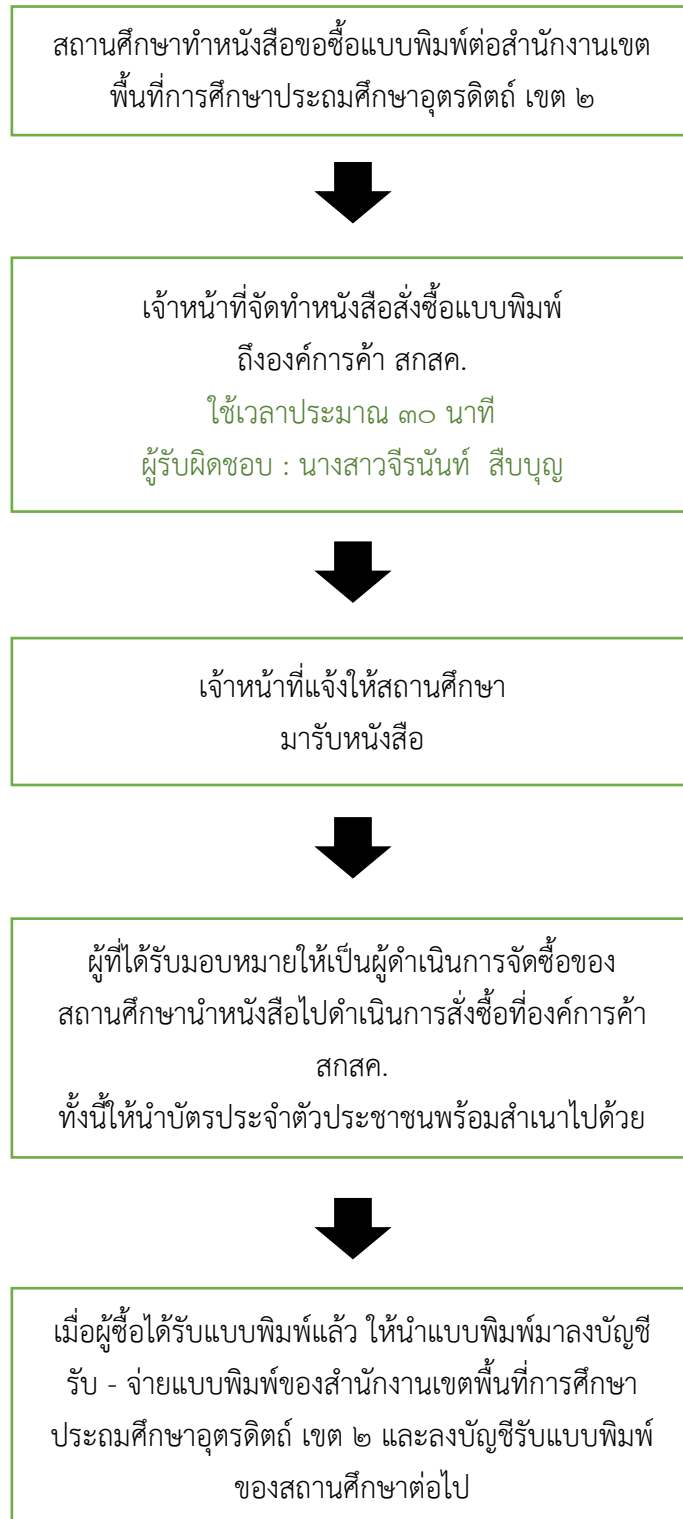 สถานศึกษาทำหนังสือขอซื้อแบบพิมพ์ต่อสำนักงานเขต
พื้นที่การศึกษาประถมศึกษาอุตรดิตถ์ เขต ๒
เจ้าหน้าที่จัดทำหนังสือสั่งซื้อแบบพิมพ์
ถึงองค์การค้า สกสค.
ใช้เวลาประมาณ ๓๐ นาที
ผู้รับผิดชอบ : นางสาวจีรนันท์ สืบบุญ
เจ้าหน้าที่แจ้งให้สถานศึกษา
มารับหนังสือ
ผู้ที่ได้รับมอบหมายให้เป็นผู้ดำเนินการจัดซื้อของ
สถานศึกษานำหนังสือไปดำเนินการสั่งซื้อที่องค์การค้า
สกสค.
ทั้งนี้ให้นำบัตรประจำตัวประชาชนพร้อมสำเนาไปด้วย
เมื่อผู้ซื้อได้รับแบบพิมพ์แล้ว ให้นำแบบพิมพ์มาลงบัญชี
รับ - จ่ายแบบพิมพ์ของสำนักงานเขตพื้นที่การศึกษา
ประถมศึกษาอุตรดิตถ์ เขต ๒ และลงบัญชีรับแบบพิมพ์
ของสถานศึกษาต่อไป